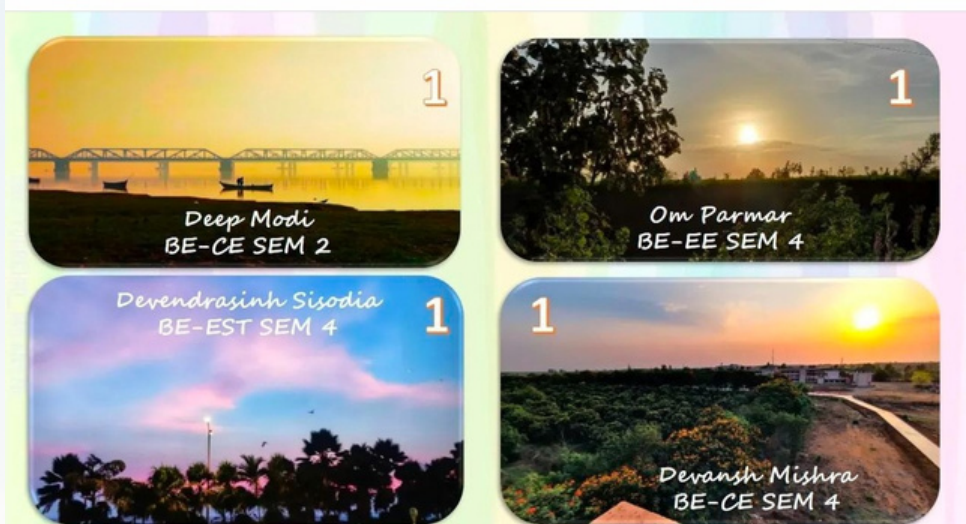 1
Deep Modi
BE-CE SEM 2
1
Om Parmar
BE-EE SEM 4
Devendrasinh Sisodia
BE-EST SEM 4
1
1
Devansh Mishra
BE-CE SEM 4